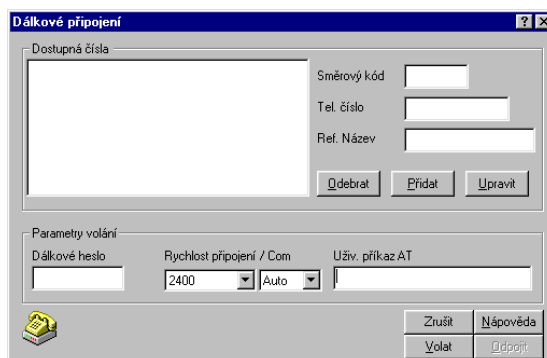 Dálkové připojení
Dostupná čísla
Směrový kód
Tel. číslo
Ref. Název
Odebrat Přidat Upravit
Parametry volání
Dálkové heslo Rychlost připojení / Com Uživ. příkaz AT
2400 Auto
Zrušit Nápověda
Volat Odpojit